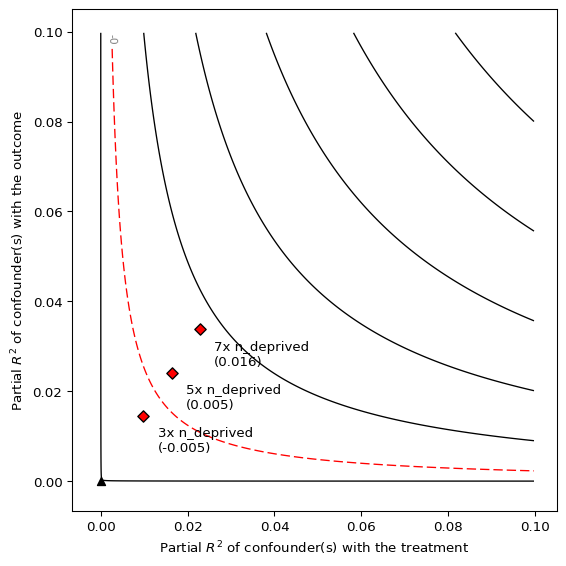 0
0.10
0.08
0.06
0.04
0.02
0.00
Partial R² of confounder(s) with the outcome
7x n_deprived
(0.016)
5x n_deprived
(0.005)
3x n_deprived
(-0.005)
0.00 0.02 0.04 0.06 0.08 0.10
Partial R² of confounder(s) with the treatment